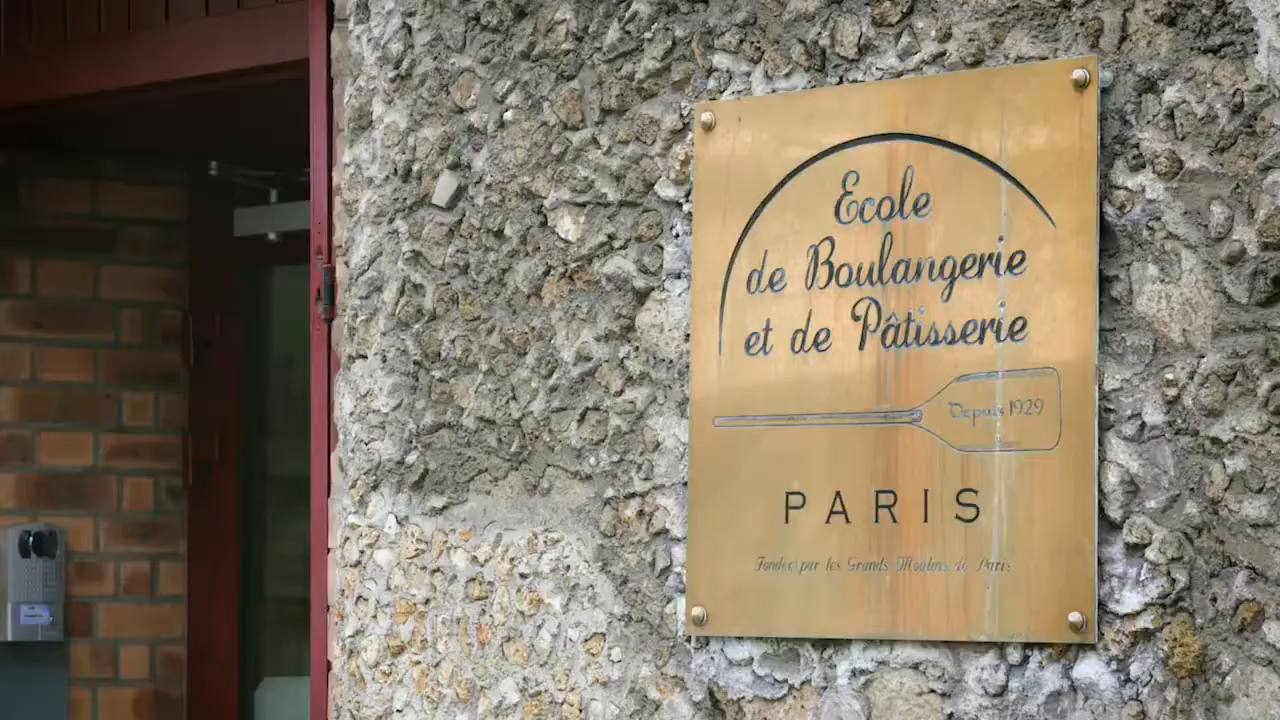 Ecole
de Boulangerie
et de Pâtisserie
Depuis 1929
PARIS
Fondée par les Grands Moulins de Paris